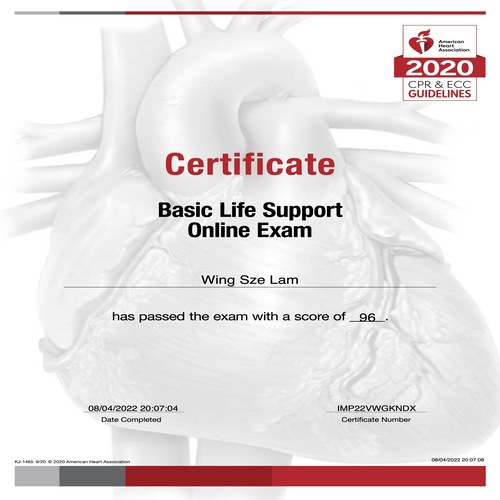 American
Heart
Association.
2020
CPR & ECC
GUIDELINES
Certificate
Basic Life Support
Online Exam
Wing Sze Lam
has passed the exam with a score of 96 .
08/04/2022 20:07:04
Date Completed
IMP22VWGKNDX
Certificate Number
KJ-1465 9/20 © 2020 American Heart Association
08/04/2022 20:07:08